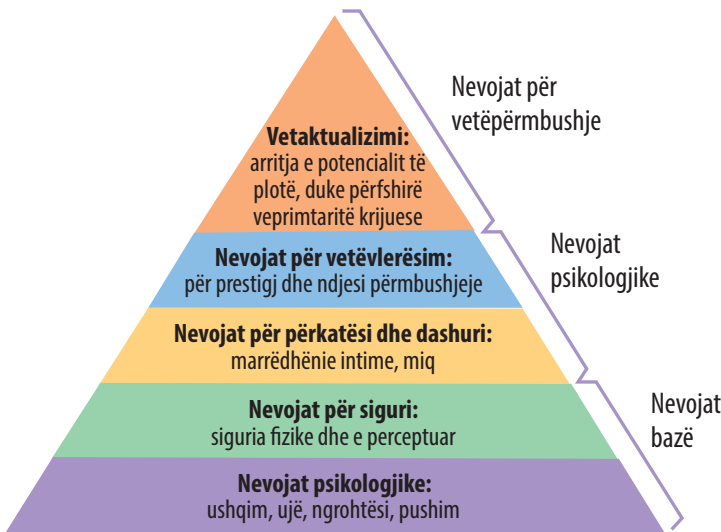 Nevojat për
vetëpërmbushje
Vetaktualizimi:
arritja e potencialit të
plotë, duke përfshirë
veprimtaritë krijuese
Nevojat
psikologjike
Nevojat për vetëvlerësim:
për prestigj dhe ndjesi përmbushjeje
Nevojat për përkatësi dhe dashuri:
marrëdhënie intime, miq
Nevojat
bazë
Nevojat për siguri:
siguria fizike dhe e perceptuar
Nevojat psikologjike:
ushqim, ujë, ngrohtësi, pushim